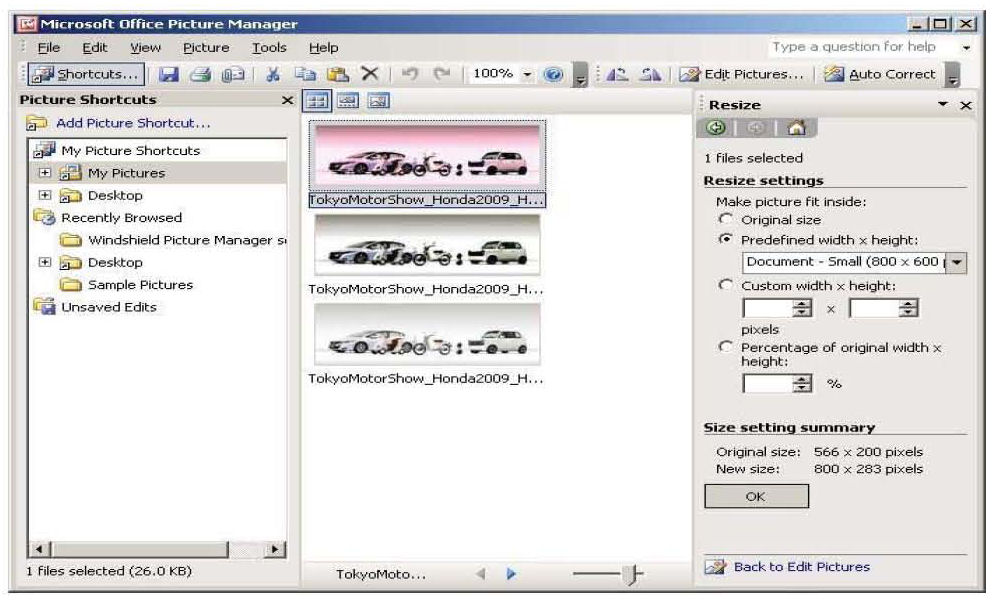 Microsoft Office Picture Manager
File Edit View Picture Tools Help
Type a question for help
Shortcuts... 100% Edit Pictures... Auto Correct
Picture Shortcuts
Add Picture Shortcut...
My Picture Shortcuts
My Pictures
Desktop
Recently Browsed
Windshield Picture Manager s
Desktop
Sample Pictures
Unsaved Edits
1 files selected (26.0 KB)
TokyoMotorShow_Honda2009_H...
TokyoMotorShow_Honda2009_H...
TokyoMotorShow_Honda2009_H...
TokyoMoto...
Resize
1 files selected
Resize settings
Make picture fit inside:
Original size
Predefined width x height:
Document - Small (800 x 600
Custom width x height:
x
pixels
Percentage of original width x
height:
%
Size setting summary
Original size: 566 x 200 pixels
New size: 800 x 283 pixels
OK
Back to Edit Pictures